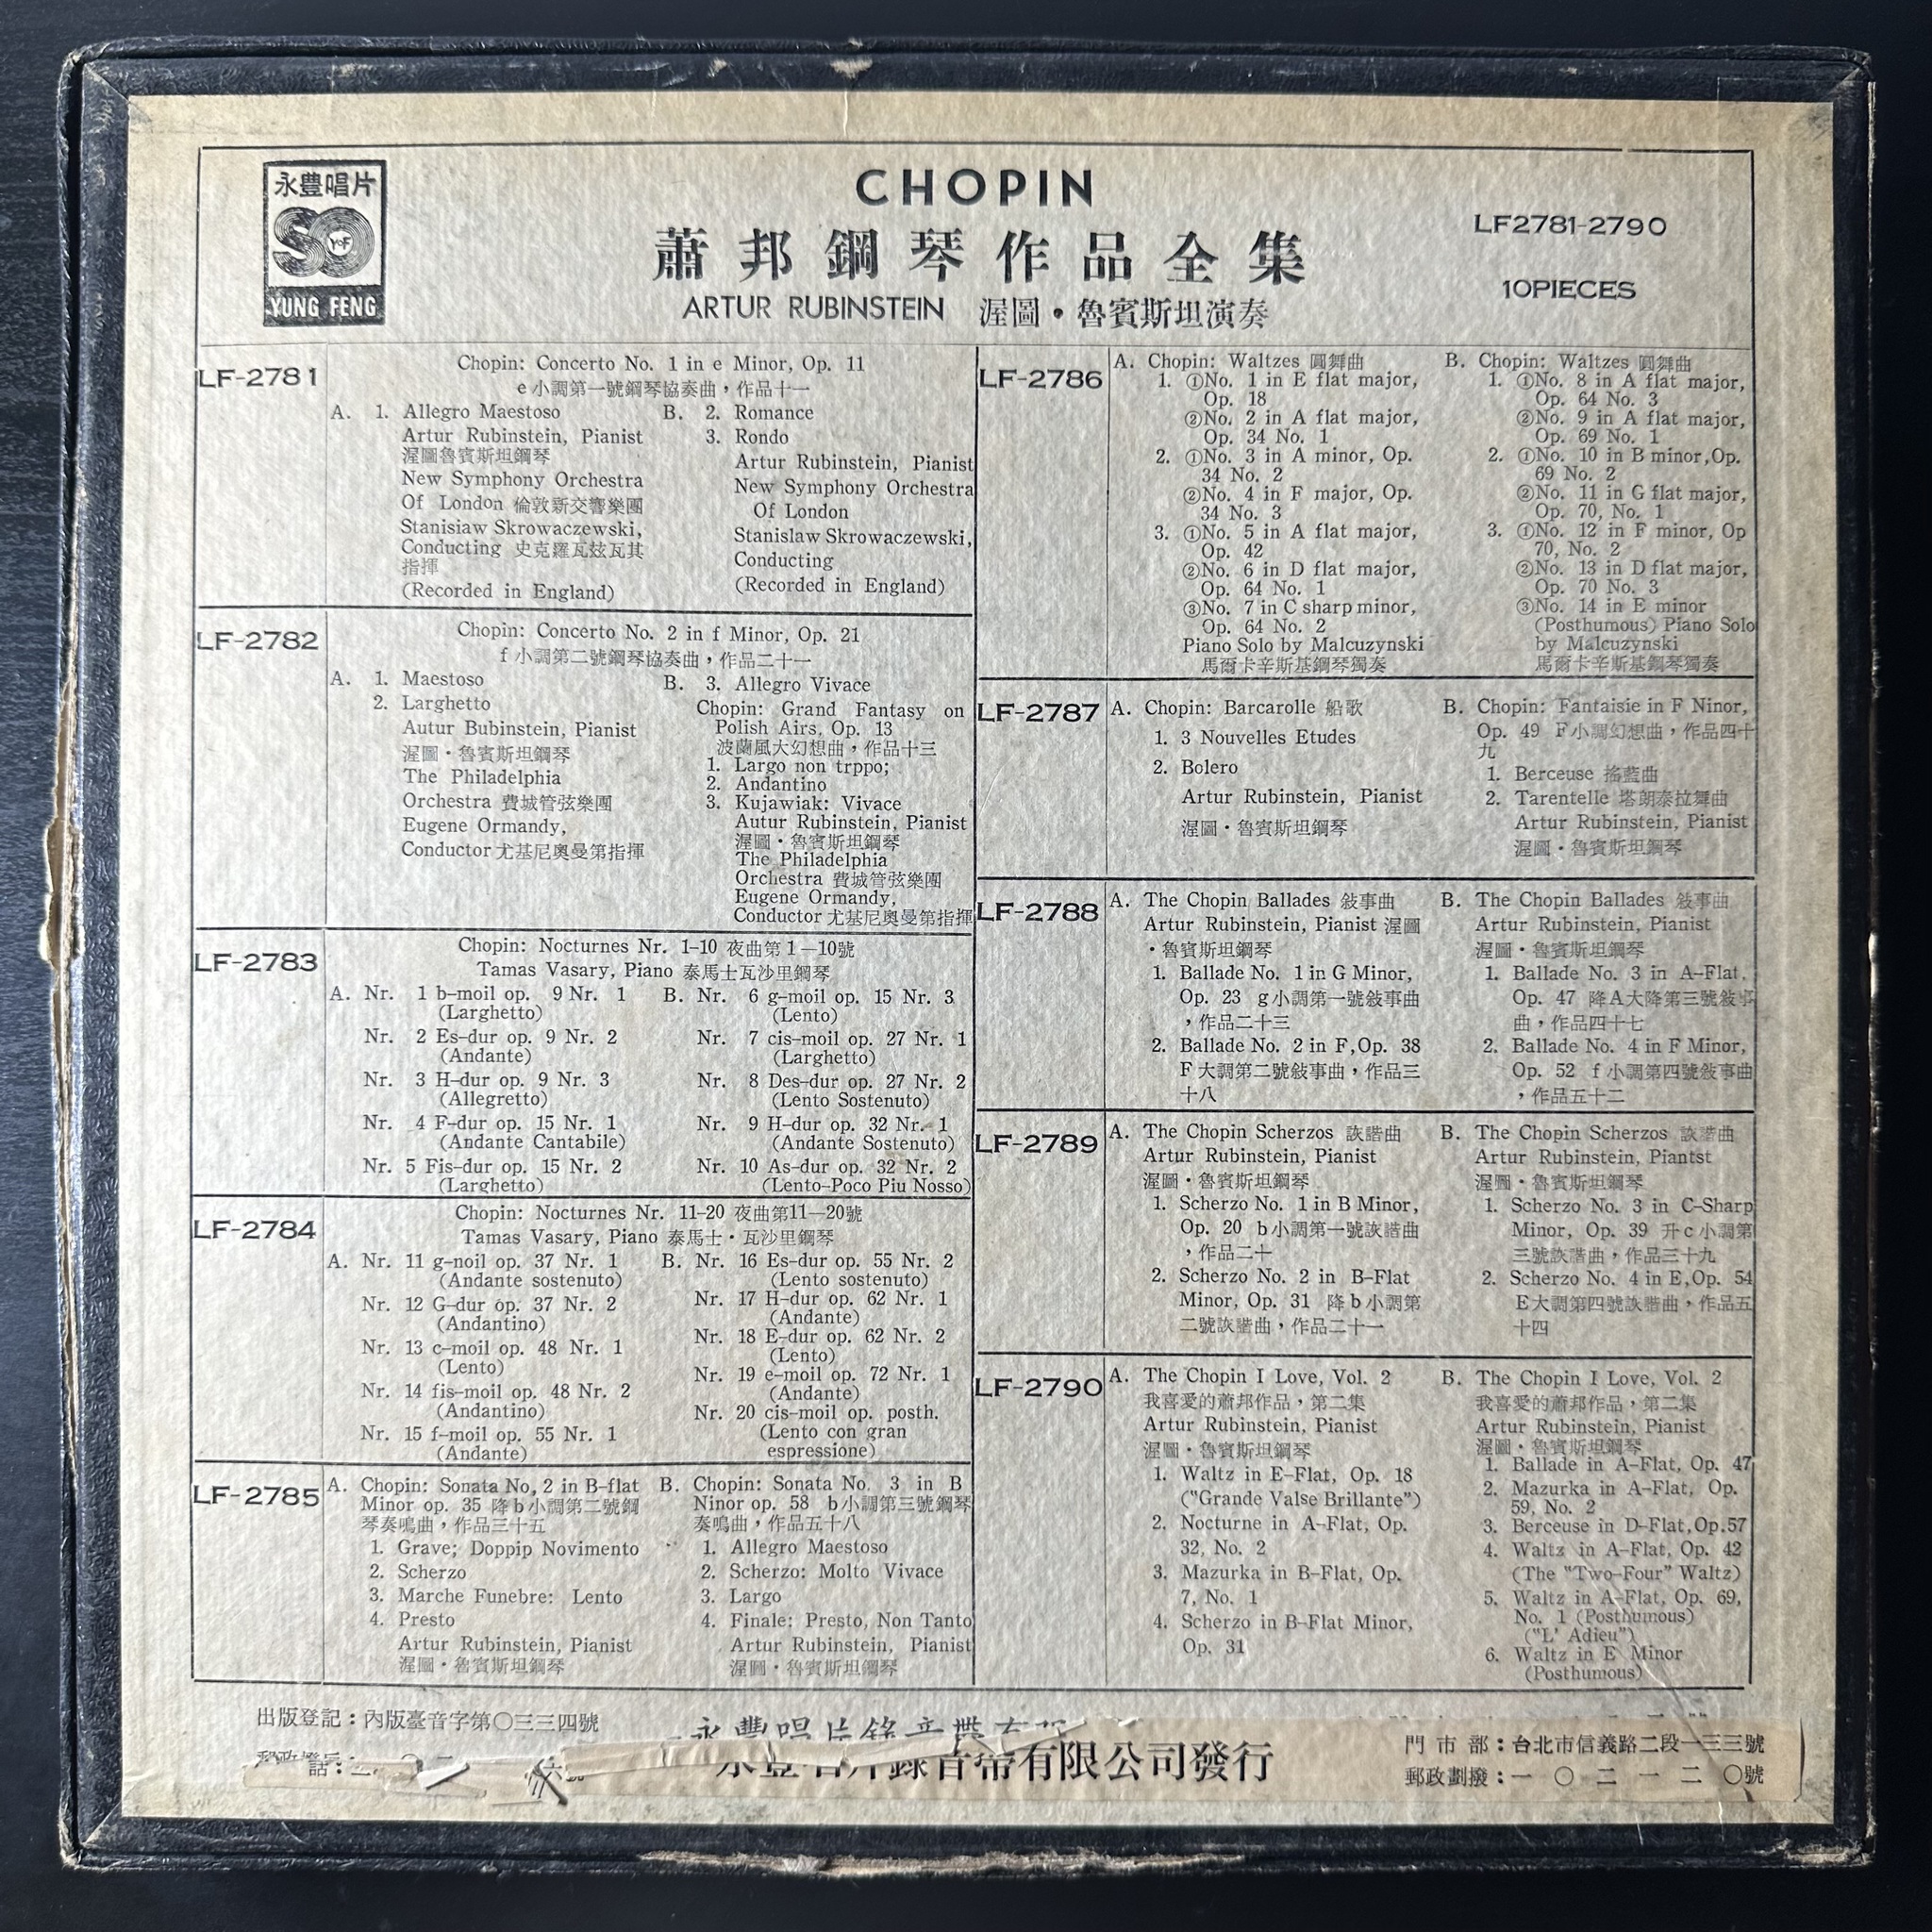 永豐唱片
YF
YUNG FENG
CHOPIN
蕭邦鋼琴作品全集
ARTUR RUBINSTEIN 渥圖・魯賓斯坦演奏
LF2781-2790
10PIECES
LF-2781
Chopin: Concerto No. 1 in e Minor, Op. 11
e小調第一號鋼琴協奏曲，作品十一
A. 1. Allegro Maestoso
Artur Rubinstein, Pianist
渥圖魯賓斯坦鋼琴
New Symphony Orchestra
Of London 倫敦新交響樂團
Stanisiaw Skrowaczewski,
Conducting 史克羅瓦玆瓦其
指揮
(Recorded in England)
B. 2. Romance
3. Rondo
Artur Rubinstein, Pianist
New Symphony Orchestra
Of London
Stanislaw Skrowaczewski,
Conducting
(Recorded in England)
LF-2782
Chopin: Concerto No. 2 in f Minor, Op. 21
f小調第二號鋼琴協奏曲，作品二十一
A. 1. Maestoso
2. Larghetto
Autur Bubinstein, Pianist
渥圖・魯賓斯坦鋼琴
The Philadelphia
Orchestra 費城管弦樂團
Eugene Ormandy,
Conductor 尤基尼奧曼第指揮
B. 3. Allegro Vivace
Chopin: Grand Fantasy on
Polish Airs, Op. 13
波蘭風大幻想曲，作品十三
1. Largo non trppo;
2. Andantino
3. Kujawiak: Vivace
Autur Rubinstein, Pianist
渥圖・魯賓斯坦鋼琴
The Philadelphia
Orchestra 費城管弦樂團
Eugene Ormandy,
Conductor 尤基尼奧曼第指揮
LF-2783
Chopin: Nocturnes Nr. 1-10 夜曲第1—10號
Tamas Vasary, Piano 泰馬士瓦沙里鋼琴
A. Nr. 1 b-moil op. 9 Nr. 1
(Larghetto)
Nr. 2 Es-dur op. 9 Nr. 2
(Andante)
Nr. 3 H-dur op. 9 Nr. 3
(Allegretto)
Nr. 4 F-dur op. 15 Nr. 1
(Andante Cantabile)
Nr. 5 Fis-dur op. 15 Nr. 2
(Larghetto)
B. Nr. 6 g-moil op. 15 Nr. 3
(Lento)
Nr. 7 cis-moil op. 27 Nr. 1
(Larghetto)
Nr. 8 Des-dur op. 27 Nr. 2
(Lento Sostenuto)
Nr. 9 H-dur op. 32 Nr. 1
(Andante Sostenuto)
Nr. 10 As-dur op. 32 Nr. 2
(Lento-Poco Piu Nosso)
LF-2784
Chopin: Nocturnes Nr. 11-20 夜曲第11—20號
Tamas Vasary, Piano 泰馬士・瓦沙里鋼琴
A. Nr. 11 g-noil op. 37 Nr. 1
(Andante sostenuto)
Nr. 12 G-dur op. 37 Nr. 2
(Andantino)
Nr. 13 c-moil op. 48 Nr. 1
(Lento)
Nr. 14 fis-moil op. 48 Nr. 2
(Andantino)
Nr. 15 f-moil op. 55 Nr. 1
(Andante)
B. Nr. 16 Es-dur op. 55 Nr. 2
(Lento sostenuto)
Nr. 17 H-dur op. 62 Nr. 1
(Andante)
Nr. 18 E-dur op. 62 Nr. 2
(Lento)
Nr. 19 e-moil op. 72 Nr. 1
(Andante)
Nr. 20 cis-moil op. posth.
(Lento con gran
espressione)
LF-2785
A. Chopin: Sonata No, 2 in B-flat
Minor op. 35 降b小調第二號鋼
琴奏鳴曲，作品三十五
1. Grave; Doppip Novimento
2. Scherzo
3. Marche Funebre: Lento
4. Presto
Artur Rubinstein, Pianist
渥圖・魯賓斯坦鋼琴
B. Chopin: Sonata No. 3 in B
Ninor op. 58 b小調第三號鋼琴
奏鳴曲，作品五十八
1. Allegro Maestoso
2. Scherzo: Molto Vivace
3. Largo
4. Finale: Presto, Non Tanto
Artur Rubinstein, Pianist
渥圖・魯賓斯坦鋼琴
LF-2786
A. Chopin: Waltzes 圓舞曲
1. ①No. 1 in E flat major,
Op. 18
②No. 2 in A flat major,
Op. 34 No. 1
2. ①No. 3 in A minor, Op.
34 No. 2
②No. 4 in F major, Op.
34 No. 3
3. ①No. 5 in A flat major,
Op. 42
②No. 6 in D flat major,
Op. 64 No. 1
③No. 7 in C sharp minor,
Op. 64 No. 2
Piano Solo by Malcuzynski
馬爾卡辛斯基鋼琴獨奏
B. Chopin: Waltzes 圓舞曲
1. ①No. 8 in A flat major,
Op. 64 No. 3
②No. 9 in A flat major,
Op. 69 No. 1
2. ①No. 10 in B minor, Op.
69 No. 2
②No. 11 in G flat major,
Op. 70, No. 1
3. ①No. 12 in F minor, Op
70, No. 2
②No. 13 in D flat major,
Op. 70 No. 3
③No. 14 in E minor
(Posthumous) Piano Solo
by Malcuzynski
馬爾卡辛斯基鋼琴獨奏
LF-2787
A. Chopin: Barcarolle 船歌
1. 3 Nouvelles Etudes
2. Bolero
Artur Rubinstein, Pianist
渥圖・魯賓斯坦鋼琴
B. Chopin: Fantaisie in F Ninor,
Op. 49 F小調幻想曲，作品四十
九
1. Berceuse 搖藍曲
2. Tarentelle 塔朗泰拉舞曲
Artur Rubinstein, Pianist
渥圖・魯賓斯坦鋼琴
LF-2788
A. The Chopin Ballades 敍事曲
Artur Rubinstein, Pianist 渥圖
・魯賓斯坦鋼琴
1. Ballade No. 1 in G Minor,
Op. 23 g小調第一號敍事曲
，作品二十三
2. Ballade No. 2 in F, Op. 38
F大調第二號敍事曲，作品三
十八
B. The Chopin Ballades 敍事曲
Artur Rubinstein, Pianist
渥圖・魯賓斯坦鋼琴
1. Ballade No. 3 in A-Flat,
Op. 47 降A大降第三號敍事
曲，作品四十七
2. Ballade No. 4 in F Minor,
Op. 52 f小調第四號敍事曲
，作品五十二
LF-2789
A. The Chopin Scherzos 詼諧曲
Artur Rubinstein, Pianist
渥圖・魯賓斯坦鋼琴
1. Scherzo No. 1 in B Minor,
Op. 20 b小調第一號詼諧曲
，作品二十
2. Scherzo No. 2 in B-Flat
Minor, Op. 31 降b小調第
二號詼諧曲，作品二十一
B. The Chopin Scherzos 詼諧曲
Artur Rubinstein, Piantst
渥圖・魯賓斯坦鋼琴
1. Scherzo No. 3 in C-Sharp
Minor, Op. 39 升c小調第
三號詼諧曲，作品三十九
2. Scherzo No. 4 in E, Op. 54
E大調第四號詼諧曲，作品五
十四
LF-2790
A. The Chopin I Love, Vol. 2
我喜愛的蕭邦作品，第二集
Artur Rubinstein, Pianist
渥圖・魯賓斯坦鋼琴
1. Waltz in E-Flat, Op. 18
("Grande Valse Brillante")
2. Nocturne in A-Flat, Op.
32, No. 2
3. Mazurka in B-Flat, Op.
7, No. 1
4. Scherzo in B-Flat Minor,
Op. 31
B. The Chopin I Love, Vol. 2
我喜愛的蕭邦作品，第二集
Artur Rubinstein, Pianist
渥圖・魯賓斯坦鋼琴
1. Ballade in A-Flat, Op. 47
2. Mazurka in A-Flat, Op.
59, No. 2
3. Berceuse in D-Flat, Op.57
4. Waltz in A-Flat, Op. 42
(The "Two-Four" Waltz)
5. Waltz in A-Flat, Op. 69,
No. 1 (Posthumous)
("L' Adieu")
6. Waltz in E Minor
(Posthumous)
出版登記：內版臺音字第〇三三四號
永豐唱片錄音帶有限
話：
永豐唱片錄音帶有限公司發行
門市部：台北市信義路二段一三三號
郵政劃撥：一〇二一二〇號